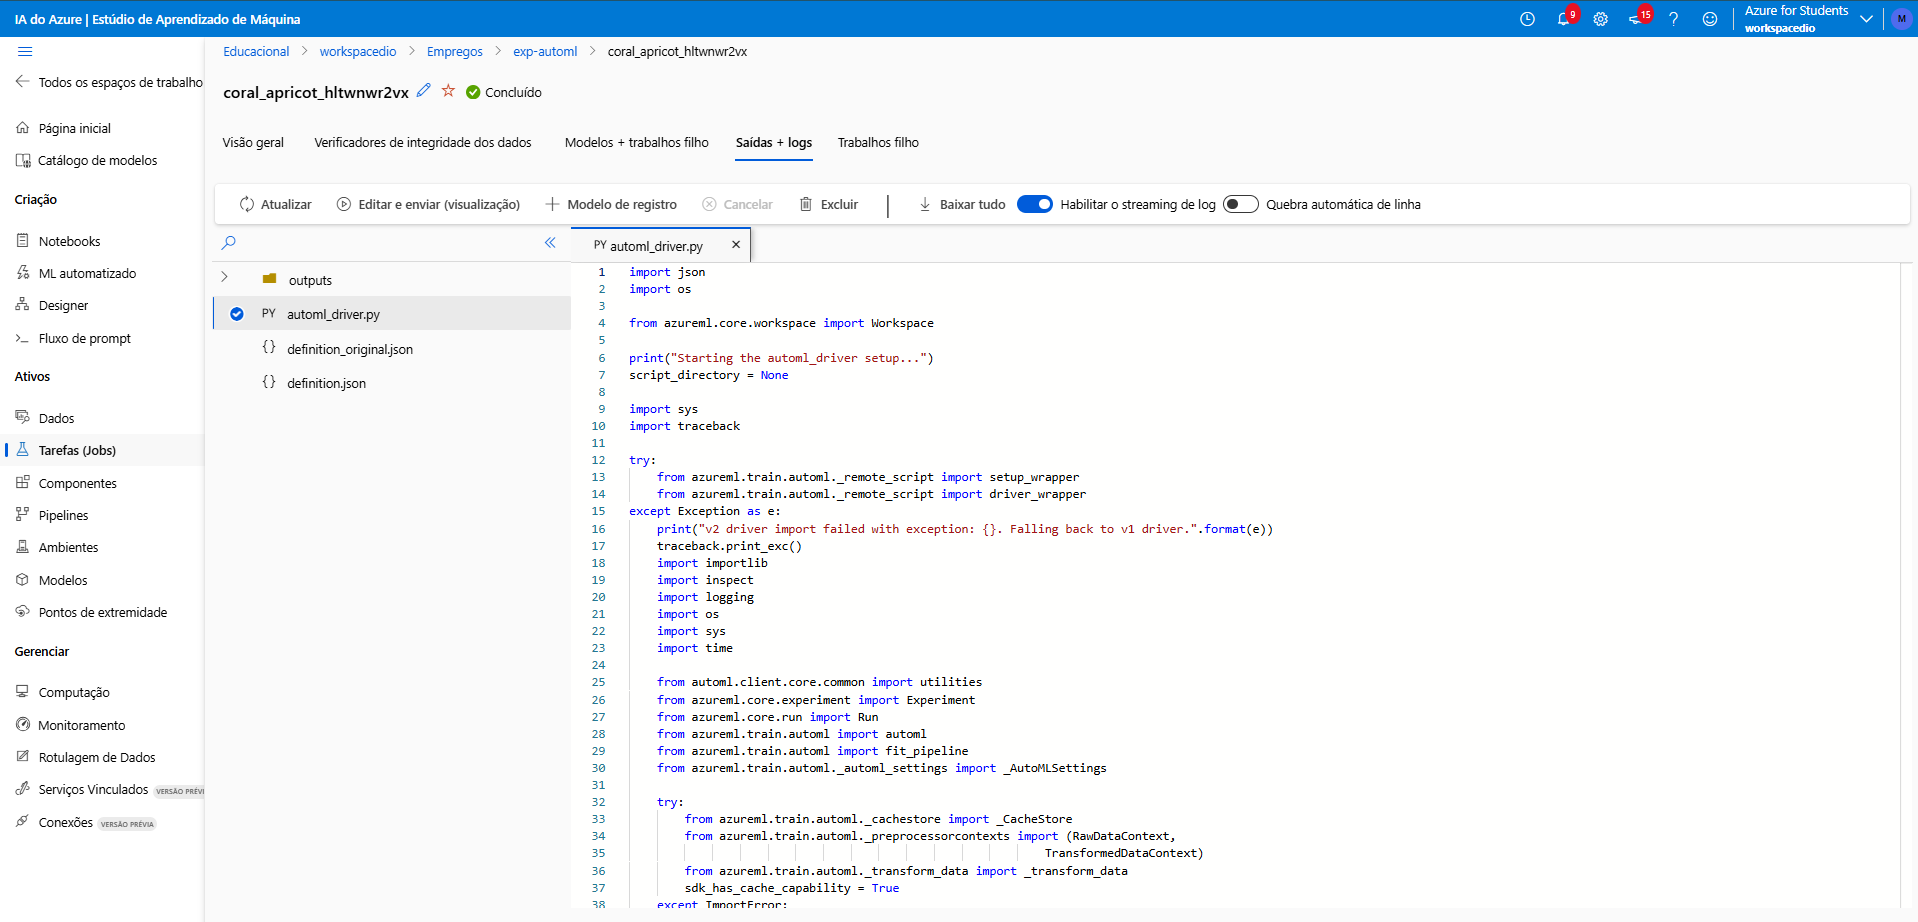 IA do Azure | Estúdio de Aprendizado de Máquina
9
15
?
Azure for Students
workspacedio
M
Todos os espaços de trabalho
Página inicial
Catálogo de modelos
Criação
Notebooks
ML automatizado
Designer
Fluxo de prompt
Ativos
Dados
Tarefas (Jobs)
Componentes
Pipelines
Ambientes
Modelos
Pontos de extremidade
Gerenciar
Computação
Monitoramento
Rotulagem de Dados
Serviços Vinculados VERSÃO PRÉVI
Conexões VERSÃO PRÉVIA
Educacional > workspacedio > Empregos > exp-automl > coral_apricot_hltwnwr2vx
coral_apricot_hltwnwr2vx Concluído
Visão geral Verificadores de integridade dos dados Modelos + trabalhos filho Saídas + logs Trabalhos filho
Atualizar Editar e enviar (visualização) Modelo de registro Cancelar Excluir Baixar tudo Habilitar o streaming de log Quebra automática de linha
outputs
PY automl_driver.py
{} definition_original.json
{} definition.json
PY automl_driver.py
1 import json
2 import os
3
4 from azureml.core.workspace import Workspace
5
6 print("Starting the automl_driver setup...")
7 script_directory = None
8
9 import sys
10 import traceback
11
12 try:
13 from azureml.train.automl._remote_script import setup_wrapper
14 from azureml.train.automl._remote_script import driver_wrapper
15 except Exception as e:
16 print("v2 driver import failed with exception: {}. Falling back to v1 driver.".format(e))
17 traceback.print_exc()
18 import importlib
19 import inspect
20 import logging
21 import os
22 import sys
23 import time
24
25 from automl.client.core.common import utilities
26 from azureml.core.experiment import Experiment
27 from azureml.core.run import Run
28 from azureml.train.automl import automl
29 from azureml.train.automl import fit_pipeline
30 from azureml.train.automl._automl_settings import _AutoMLSettings
31
32 try:
33 from azureml.train.automl._cachestore import _CacheStore
34 from azureml.train.automl._preprocessorcontexts import (RawDataContext,
35 TransformedDataContext)
36 from azureml.train.automl._transform_data import _transform_data
37 sdk_has_cache_capability = True
38 except ImportError: